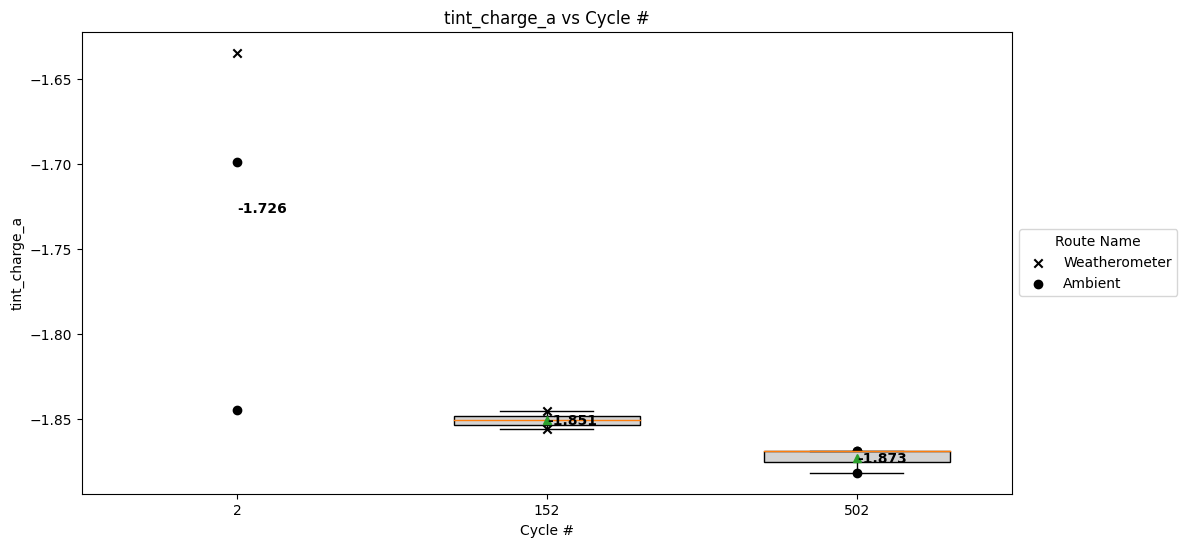 tint_charge_a vs Cycle #
−1.65
−1.70
−1.75
−1.80
−1.85
tint_charge_a
-1.726
-1.851
-1.873
2
152
502
Cycle #
Route Name
Weatherometer
Ambient